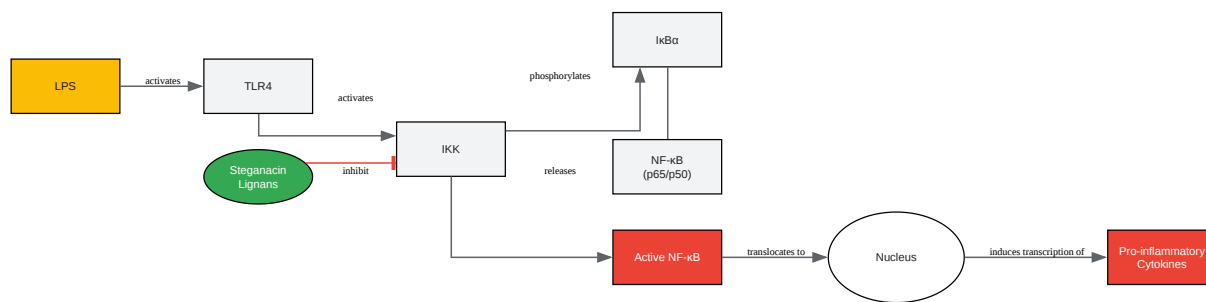 LPS
activates
TLR4
activates
Steganacin
Lignans
inhibit
IKK
phosphorylates
IκBα
releases
NF-κB
(p65/p50)
Active NF-κB
translocates to
Nucleus
induces transcription of
Pro-inflammatory
Cytokines